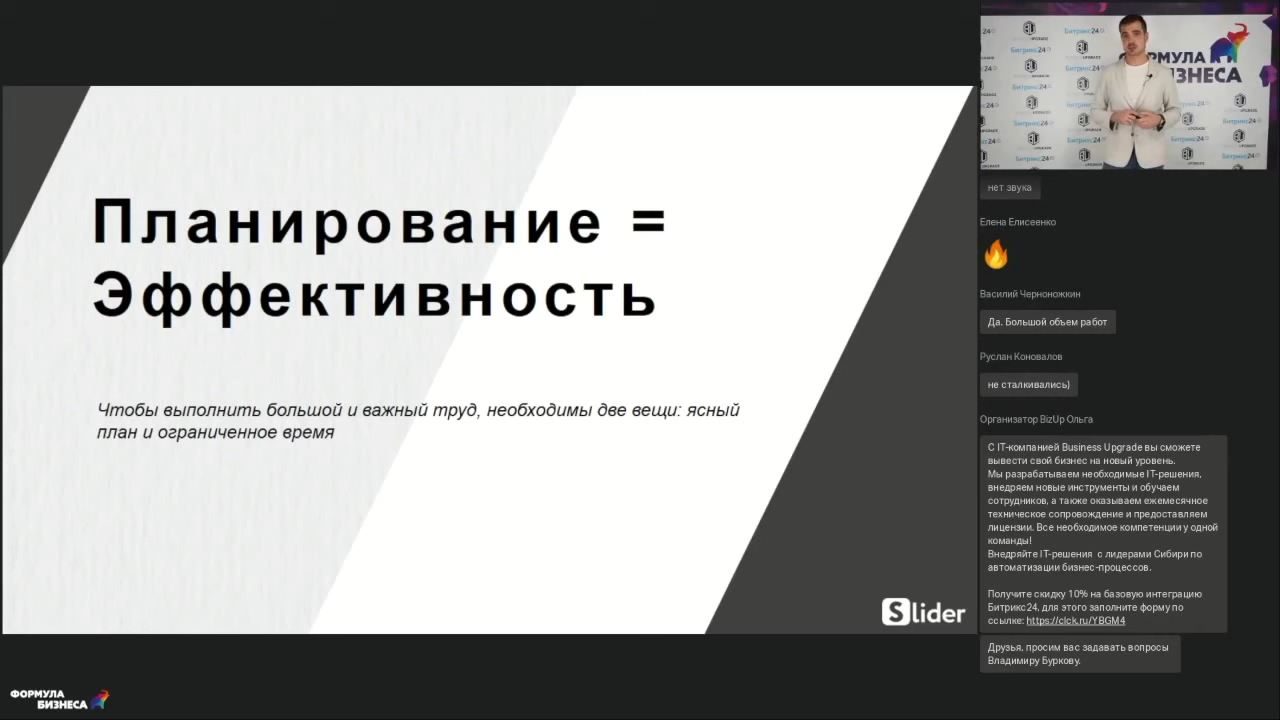 Планирование =
Эффективность
Чтобы выполнить большой и важный труд, необходимы две вещи: ясный
план и ограниченное время
Slider
ФОРМУЛА
БИЗНЕСА
Битрикс24
Битрикс24
Битрикс24
Битрикс24
нет звука
Елена Елисеенко
Василий Черноножкин
Да. Большой объем работ
Руслан Коновалов
не сталкивались)
Организатор BizUp Ольга
С IT-компанией Business Upgrade вы сможете
вывести свой бизнес на новый уровень.
Мы разрабатываем необходимые IT-решения,
внедряем новые инструменты и обучаем
сотрудников, а также оказываем ежемесячное
техническое сопровождение и предоставляем
лицензии. Все необходимое компетенции у одной
команды!
Внедряйте IT-решения с лидерами Сибири по
автоматизации бизнес-процессов.
Получите скидку 10% на базовую интеграцию
Битрикс24, для этого заполните форму по
ссылке: https://clck.ru/YBGM4
Друзья, просим вас задавать вопросы
Владимиру Буркову.